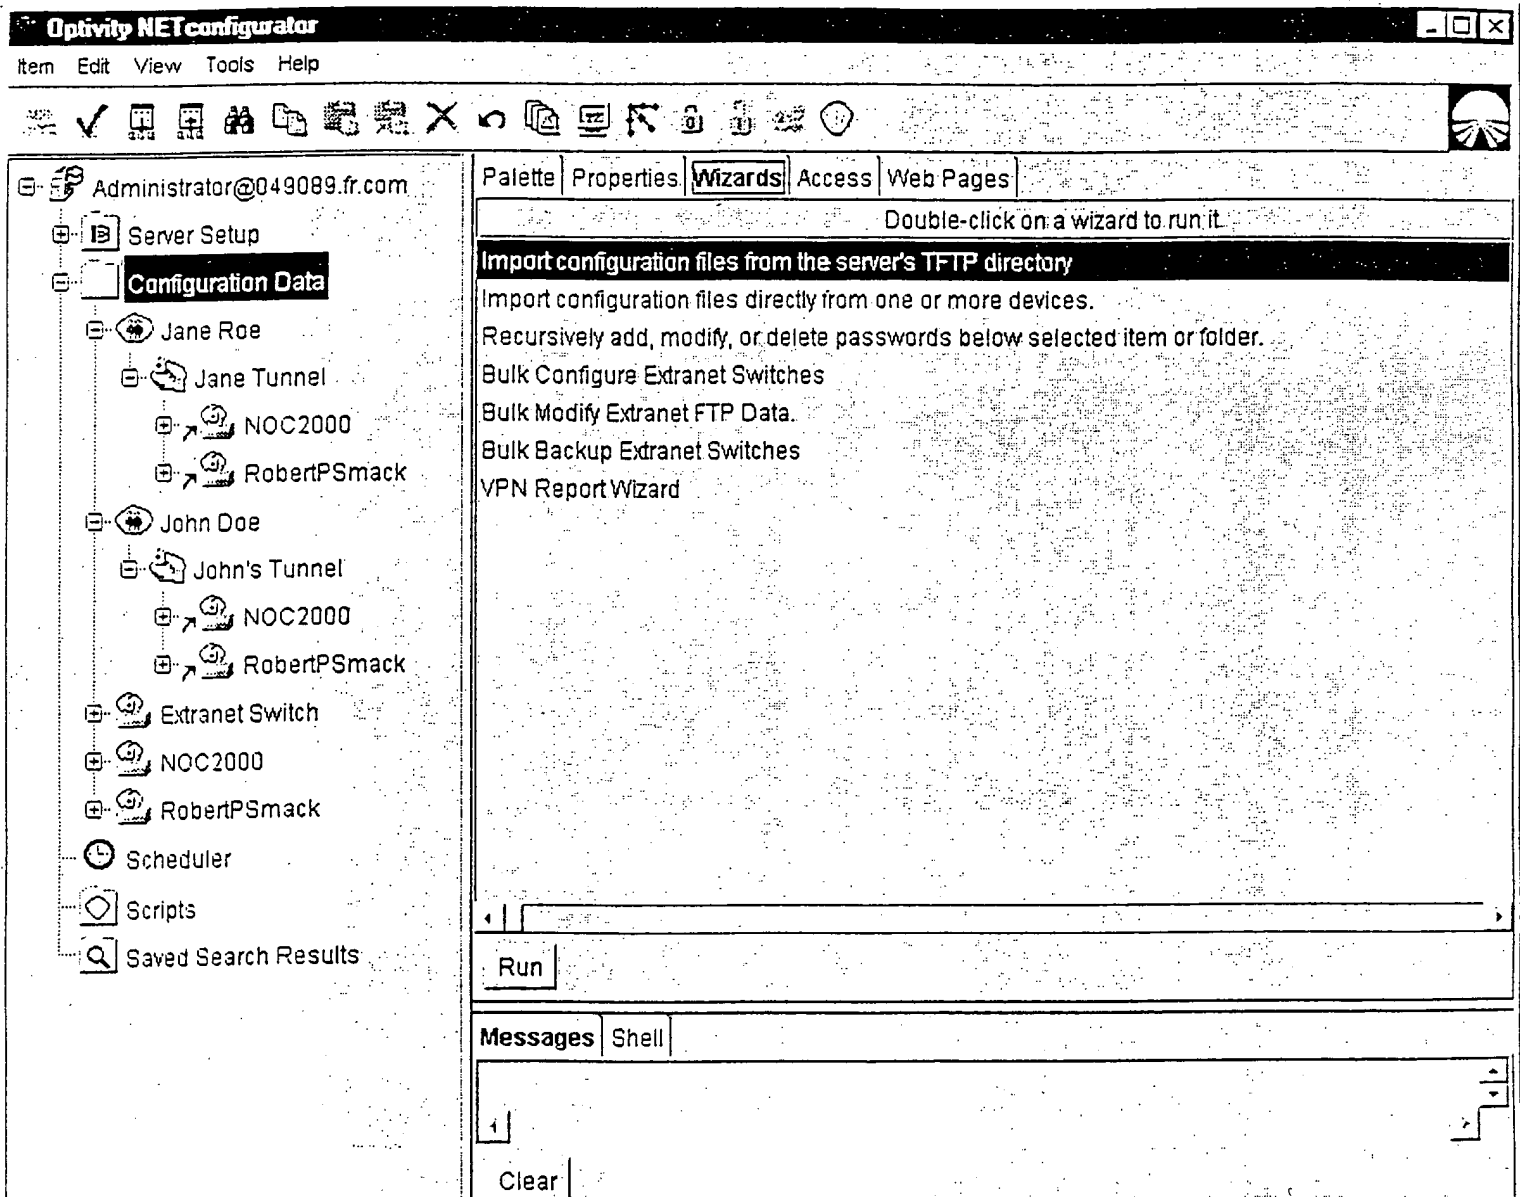 Optivity NETconfigurator
Item Edit View Tools Help
Administrator@049089.fr.com
Server Setup
Configuration Data
Jane Roe
Jane Tunnel
NOC2000
RobertPSmack
John Doe
John's Tunnel
NOC2000
RobertPSmack
Extranet Switch
NOC2000
RobertPSmack
Scheduler
Scripts
Saved Search Results
Palette Properties Wizards Access Web Pages
Double-click on a wizard to run it.
Import configuration files from the server's TFTP directory
Import configuration files directly from one or more devices.
Recursively add, modify, or delete passwords below selected item or folder.
Bulk Configure Extranet Switches
Bulk Modify Extranet FTP Data.
Bulk Backup Extranet Switches
VPN Report Wizard
Run
Messages Shell
Clear